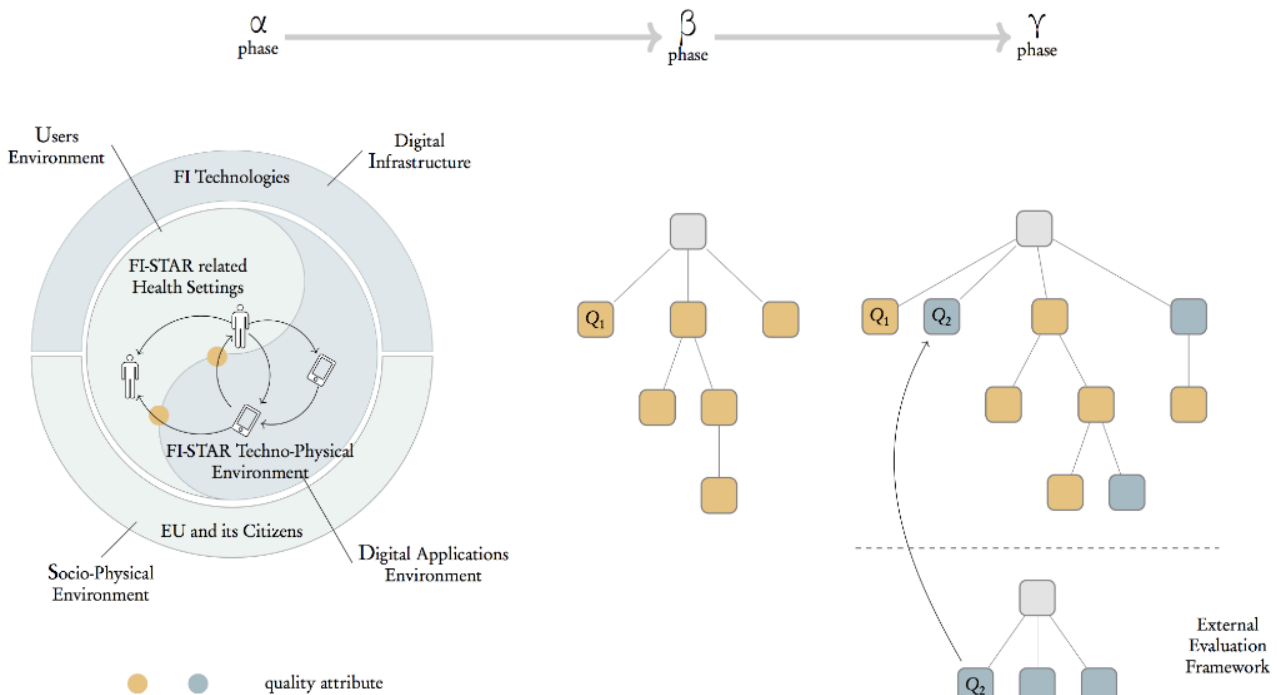 α
phase
β
phase
γ
phase
Users
Environment
Digital
Infrastructure
FI Technologies
FI-STAR related
Health Settings
FI-STAR Techno-Physical
Environment
EU and its Citizens
Socio-Physical
Environment
Digital Applications
Environment
quality attribute
Q1
Q1
Q2
Q2
External
Evaluation
Framework